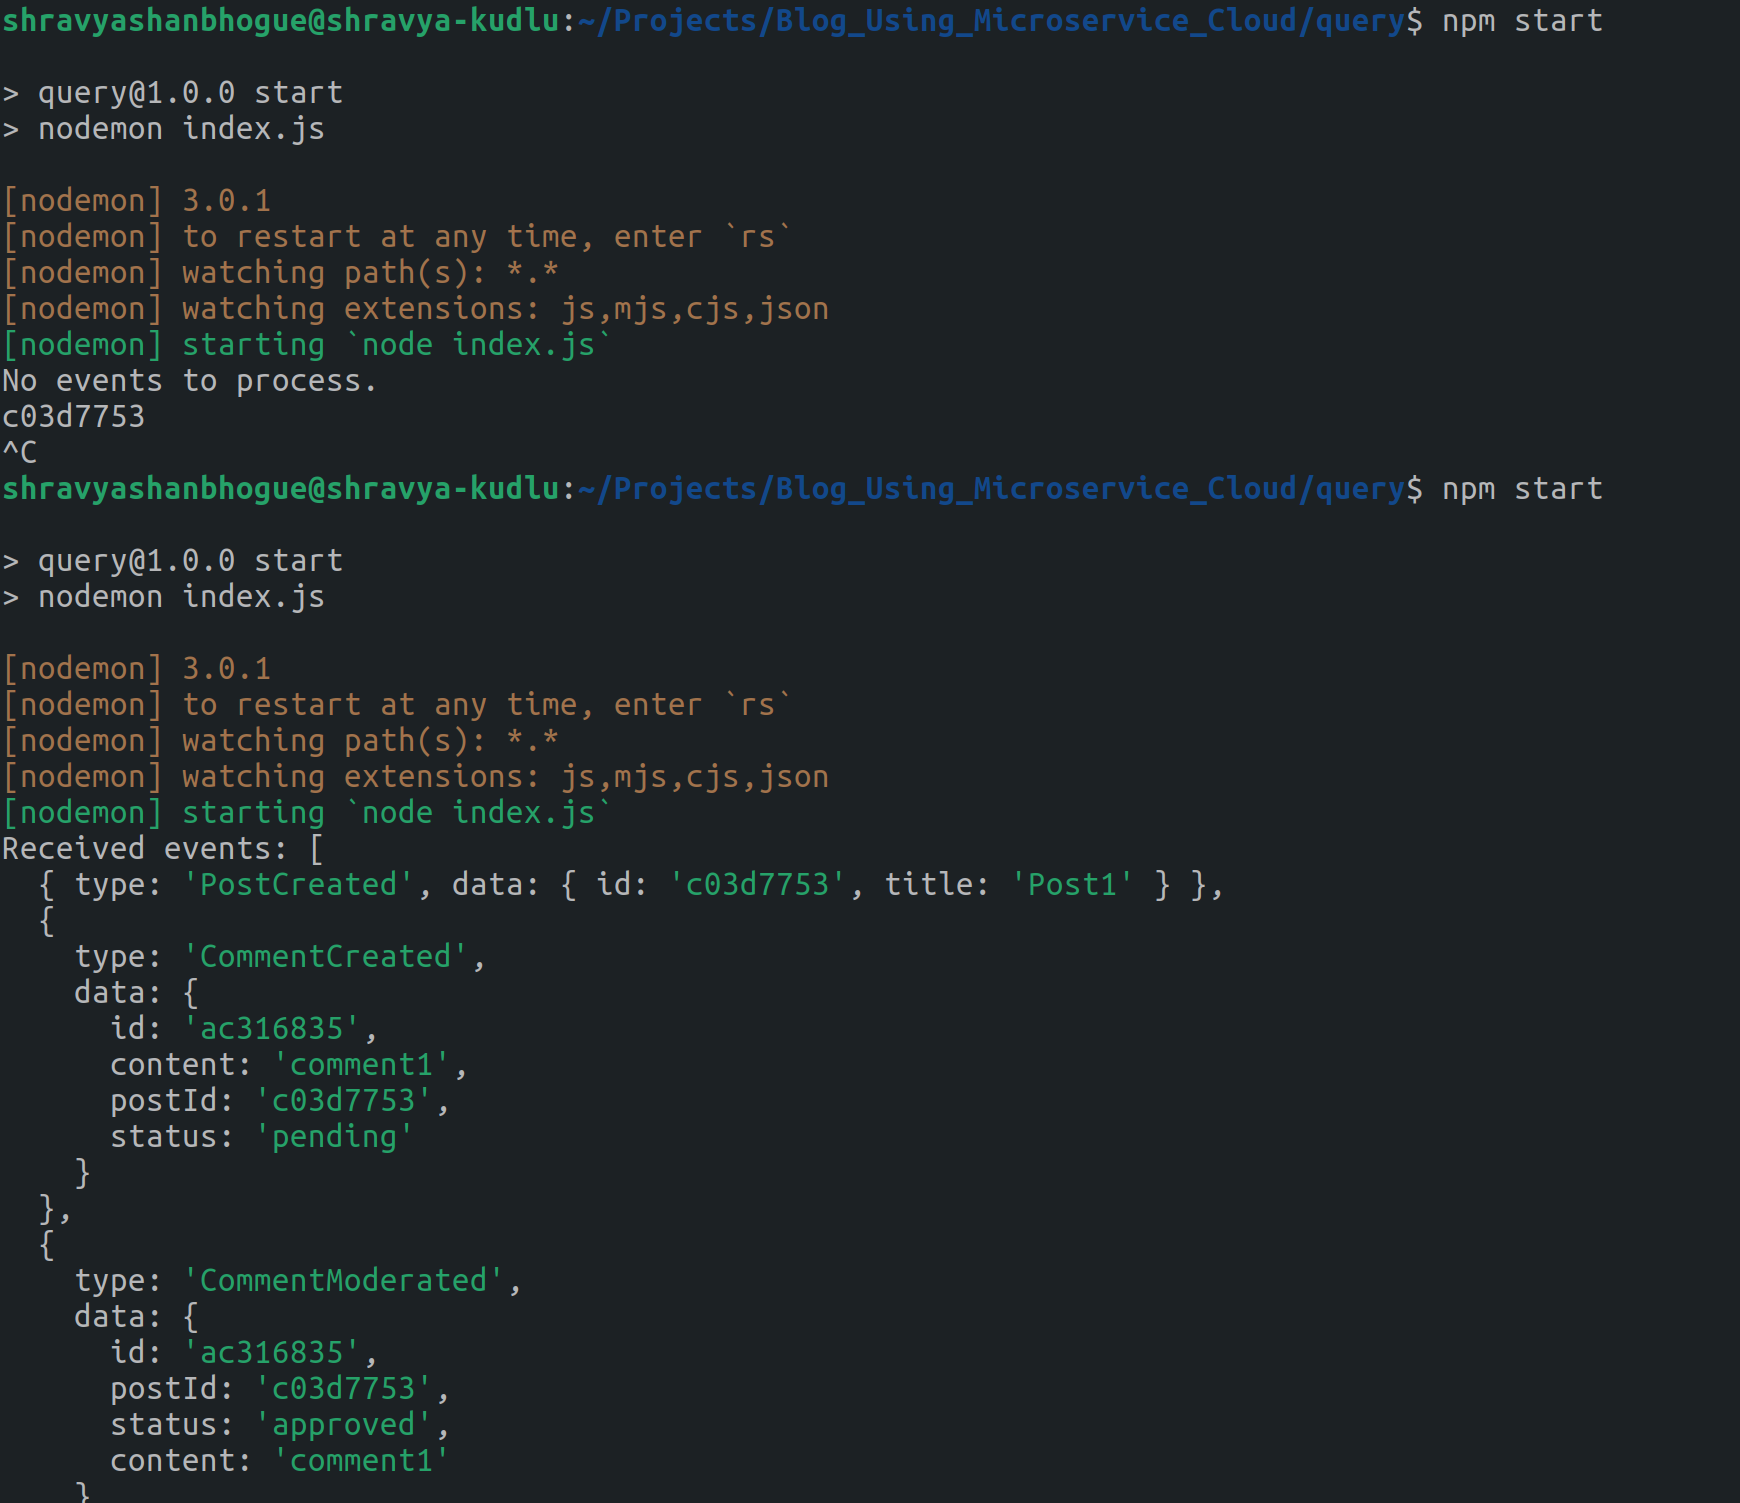 shravyashanbhogue@shravya-kudlu:~/Projects/Blog_Using_Microservice_Cloud/query$ npm start

> query@1.0.0 start
> nodemon index.js

[nodemon] 3.0.1
[nodemon] to restart at any time, enter `rs`
[nodemon] watching path(s): *.*
[nodemon] watching extensions: js,mjs,cjs,json
[nodemon] starting `node index.js`
No events to process.
c03d7753
^C
shravyashanbhogue@shravya-kudlu:~/Projects/Blog_Using_Microservice_Cloud/query$ npm start

> query@1.0.0 start
> nodemon index.js

[nodemon] 3.0.1
[nodemon] to restart at any time, enter `rs`
[nodemon] watching path(s): *.*
[nodemon] watching extensions: js,mjs,cjs,json
[nodemon] starting `node index.js`
Received events: [
  { type: 'PostCreated', data: { id: 'c03d7753', title: 'Post1' } },
  {
    type: 'CommentCreated',
    data: {
      id: 'ac316835',
      content: 'comment1',
      postId: 'c03d7753',
      status: 'pending'
    }
  },
  {
    type: 'CommentModerated',
    data: {
      id: 'ac316835',
      postId: 'c03d7753',
      status: 'approved',
      content: 'comment1'
    }